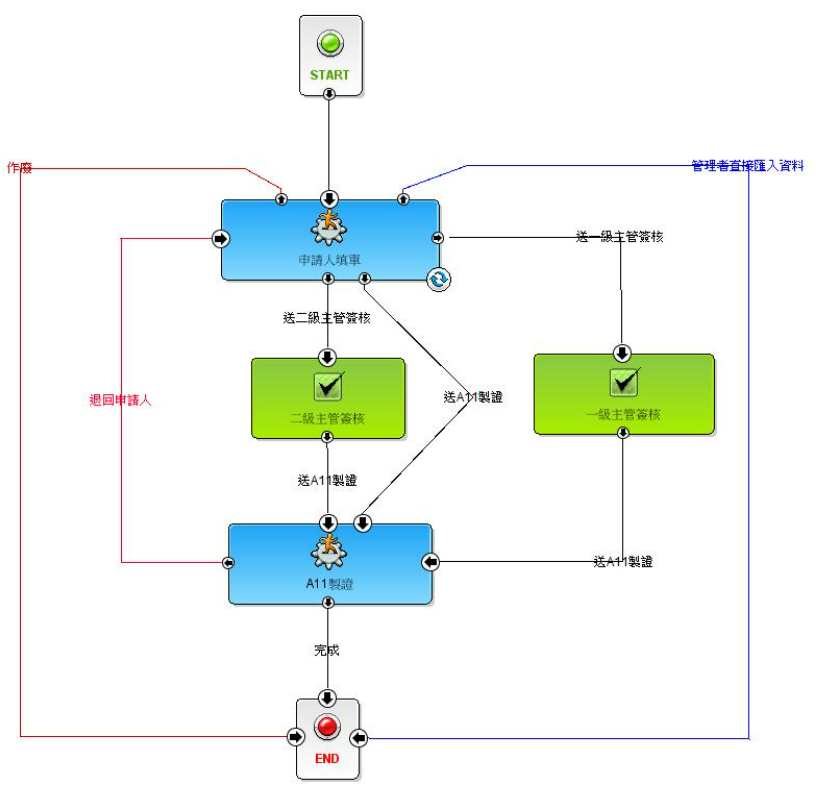 START
作廢
管理者直接匯入資料
申請人填單
送一級主管簽核
送二級主管簽核
退回申請人
送A11製證
二級主管簽核
一級主管簽核
送A11製證
送A11製證
A11製證
完成
END